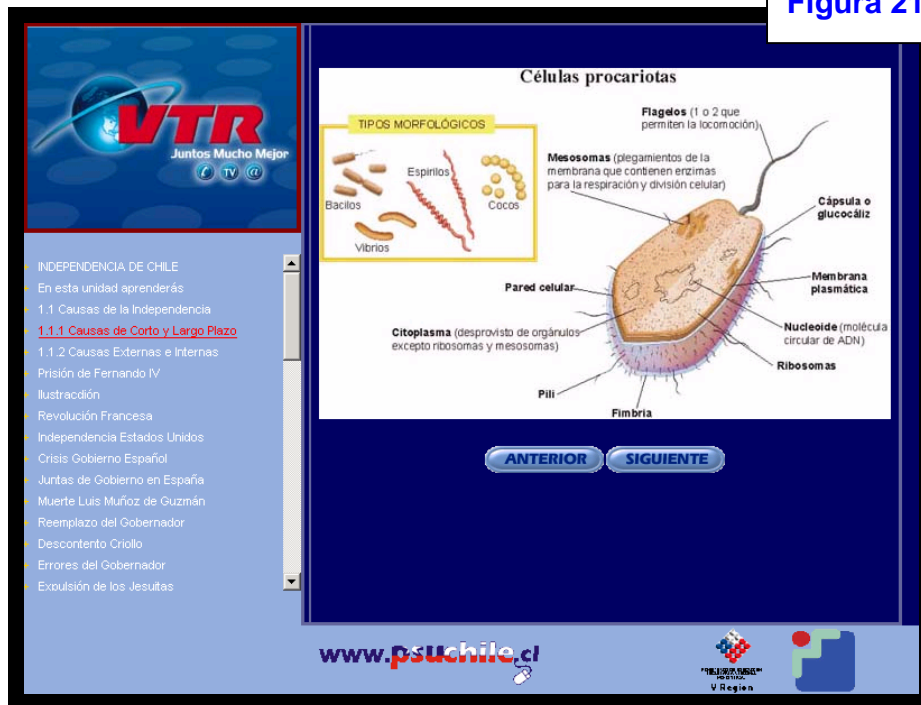 Figura 21
VTR
Juntos Mucho Mejor
TV @
INDEPENDENCIA DE CHILE
En esta unidad aprenderás
1.1 Causas de la Independencia
1.1.1 Causas de Corto y Largo Plazo
1.1.2 Causas Externas e Internas
Prisión de Fernando IV
Ilustracdión
Revolución Francesa
Independencia Estados Unidos
Crisis Gobierno Español
Juntas de Gobierno en España
Muerte Luis Muñoz de Guzmán
Reemplazo del Gobernador
Descontento Criollo
Errores del Gobernador
Expulsión de los Jesuitas
Células procariotas
TIPOS MORFOLÓGICOS
Bacilos
Espirilos
Cocos
Vibrios
Flagelos (1 o 2 que
permiten la locomoción)
Mesosomas (plegamientos de la
membrana que contienen enzimas
para la respiración y división celular)
Cápsula o
glucocáliz
Pared celular
Membrana
plasmática
Citoplasma (desprovisto de orgánulos
excepto ribosomas y mesosomas)
Nucleoide (molécula
circular de ADN)
Ribosomas
Pili
Fimbria
ANTERIOR
SIGUIENTE
www.psuchile.cl
V Region